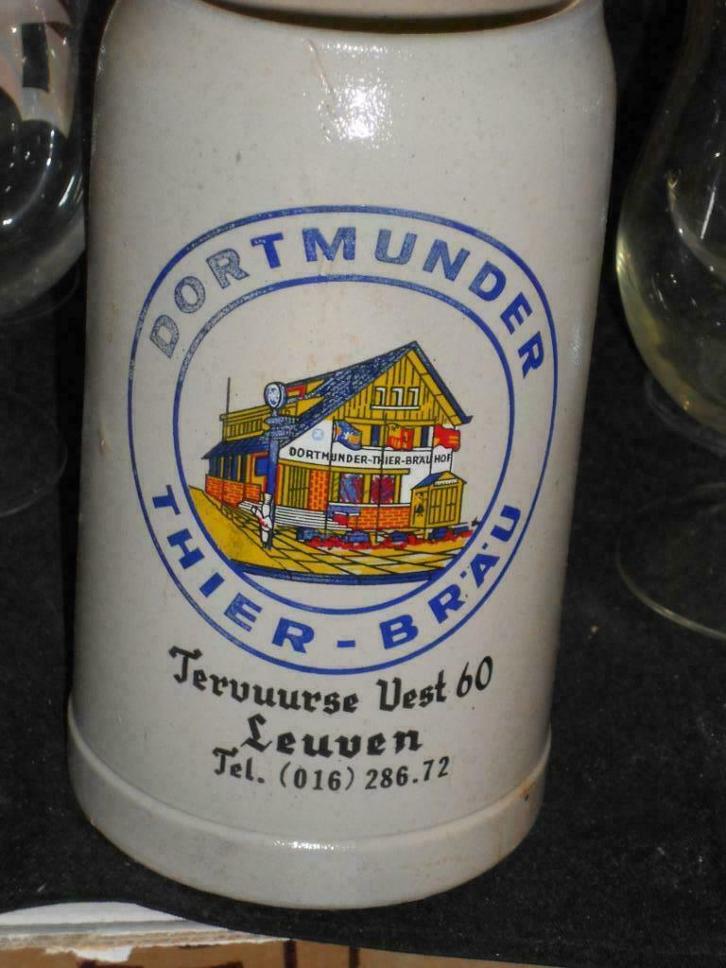 DORTMUNDER
DORTMUNDER-THIER-BRÄU HOF
THIER-BRÄU
Tervuurse Vest 60
Leuven
Tel. (016) 286.72